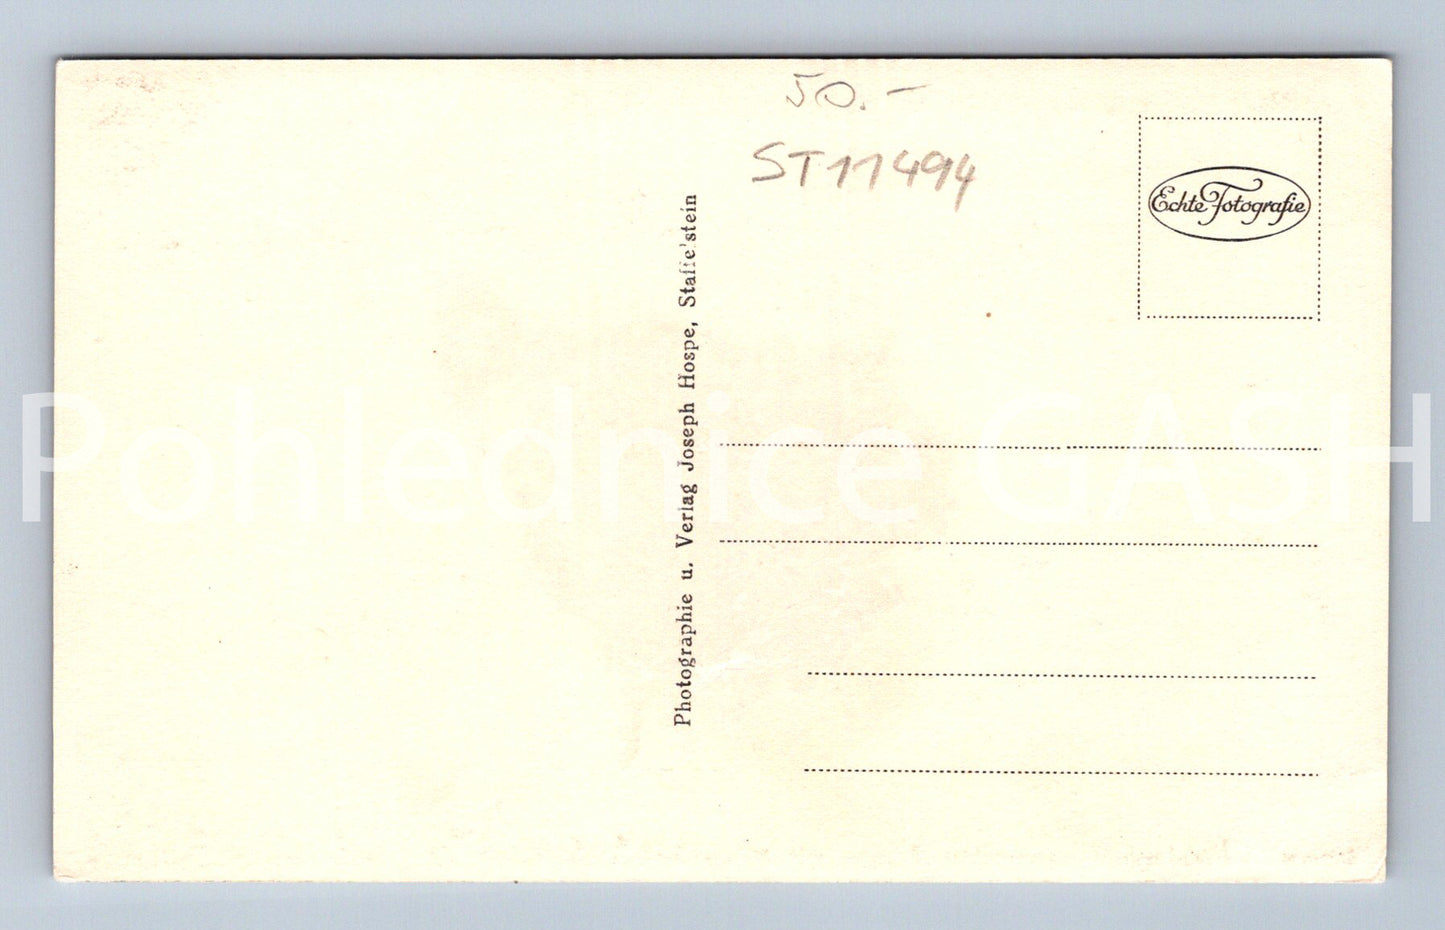 50.-
ST11494
Echte Fotografie
Photographie u. Verlag Joseph Hospe, Staffelstein
Pohlednice GASH